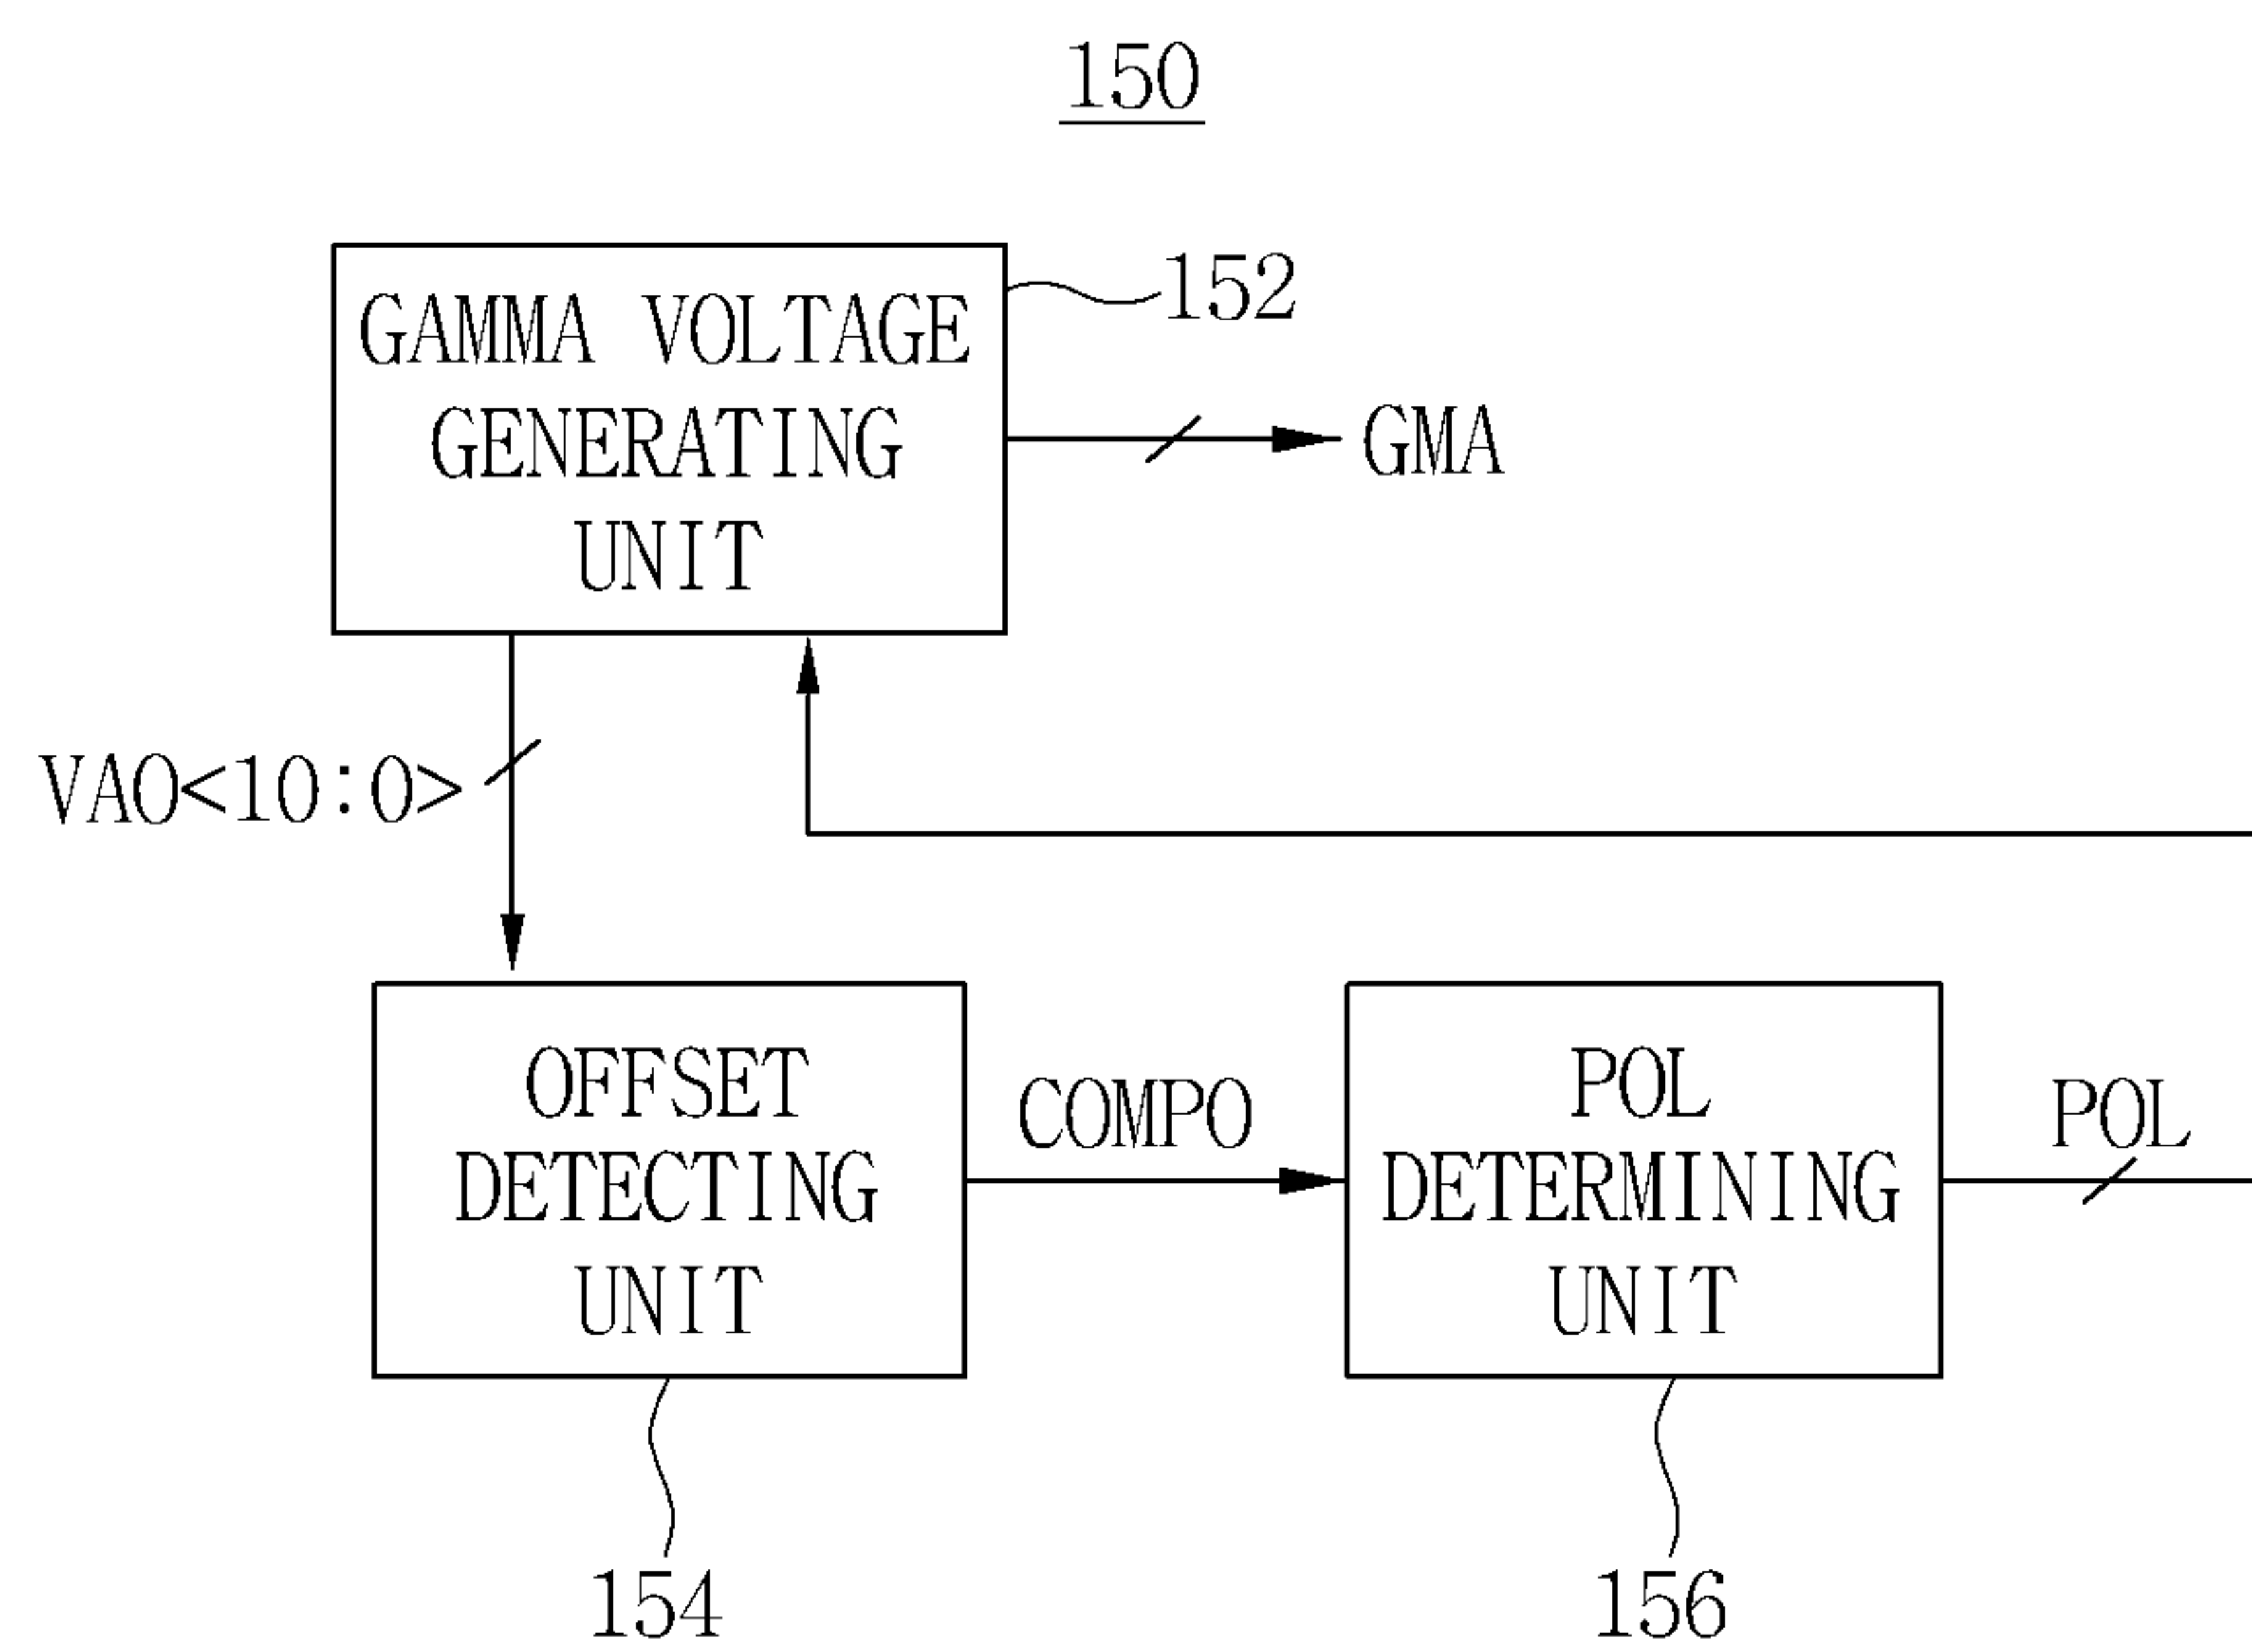 150
GAMMA VOLTAGE
GENERATING
UNIT
152
GMA
VAO<10:0>
OFFSET
DETECTING
UNIT
COMPO
POL
DETERMINING
UNIT
POL
154
156